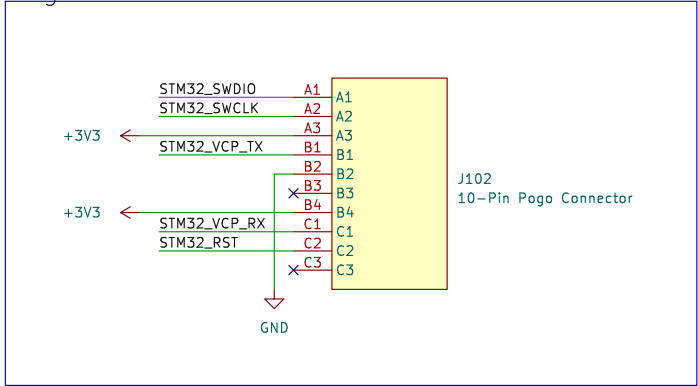 STM32_SWDIO A1 A1
STM32_SWCLK A2 A2
+3V3 A3 A3
STM32_VCP_TX B1 B1
B2 B2
B3 B3
+3V3 B4 B4
STM32_VCP_RX C1 C1
STM32_RST C2 C2
C3 C3
J102
10-Pin Pogo Connector
GND